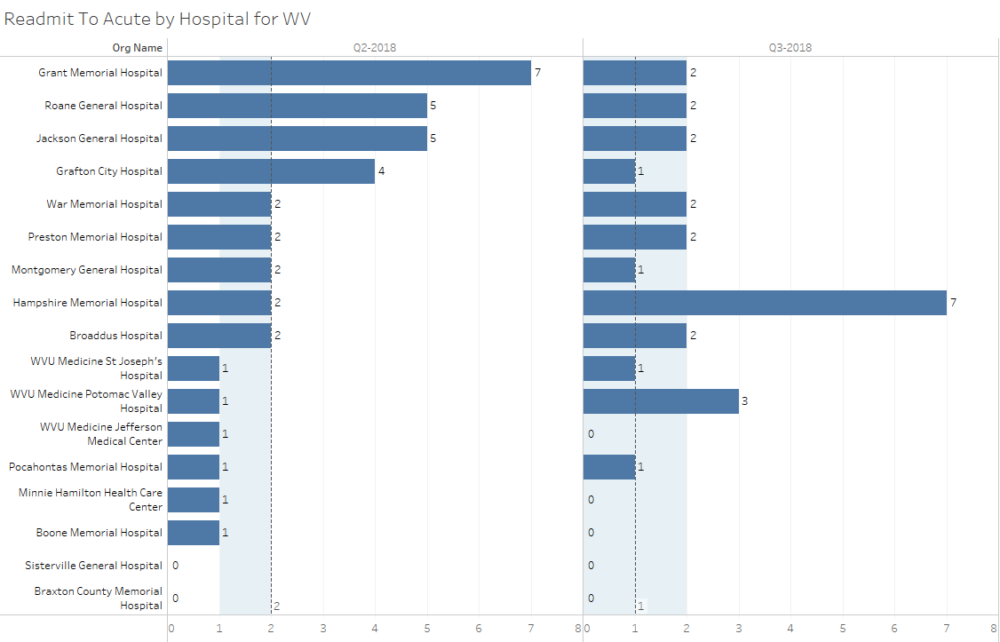 Readmit To Acute by Hospital for WV
Org Name Q2-2018 Q3-2018
Grant Memorial Hospital 7 2
Roane General Hospital 5 2
Jackson General Hospital 5 2
Grafton City Hospital 4 1
War Memorial Hospital 2 2
Preston Memorial Hospital 2 2
Montgomery General Hospital 2 1
Hampshire Memorial Hospital 2 7
Broaddus Hospital 2 2
WVU Medicine St Joseph's
Hospital 1 1
WVU Medicine Potomac Valley
Hospital 1 3
WVU Medicine Jefferson
Medical Center 1 0
Pocahontas Memorial Hospital 1 1
Minnie Hamilton Health Care
Center 1 0
Boone Memorial Hospital 1 0
Sisterville General Hospital 0 0
Braxton County Memorial
Hospital 0 0
2 1
0 1 2 3 4 5 6 7 8 0 1 2 3 4 5 6 7 8